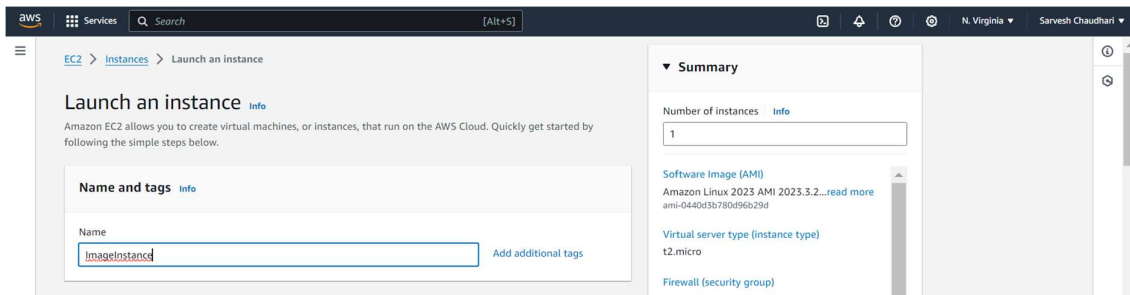 aws Services Search [Alt+S] N. Virginia ▼ Sarvesh Chaudhari ▼
EC2 > Instances > Launch an instance
Launch an instance Info
Amazon EC2 allows you to create virtual machines, or instances, that run on the AWS Cloud. Quickly get started by
following the simple steps below.
Name and tags Info
Name
ImageInstance Add additional tags
▼ Summary
Number of instances Info
1
Software Image (AMI)
Amazon Linux 2023 AMI 2023.3.2...read more
ami-0440d3b780d96b29d
Virtual server type (instance type)
t2.micro
Firewall (security group)